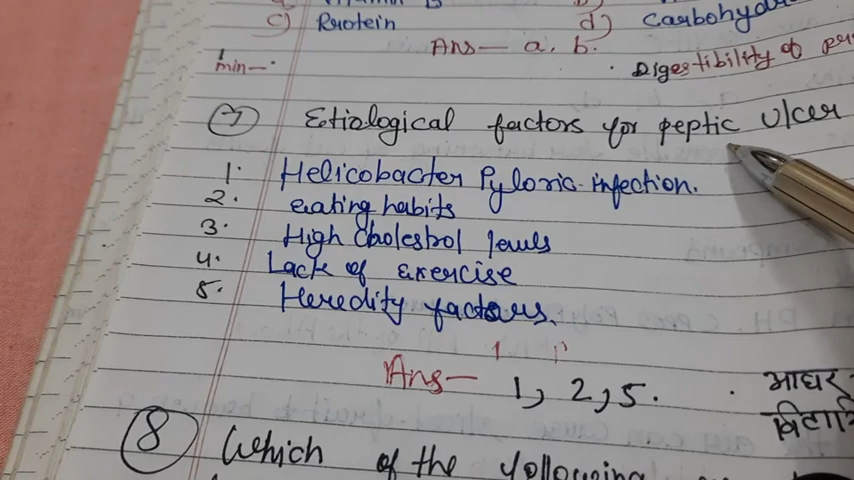 c) Protein d)
Ans- a, b.
1 min-. . Digestibility of
7 Etiological factors for peptic Ulcer
1. Helicobacter Pyloric infection.
2. eating habits
3. High Cholestrol levels
4. Lack of exercise
5. Heredity factors.
Ans- 1, 2, 5. .
8 Which of the following